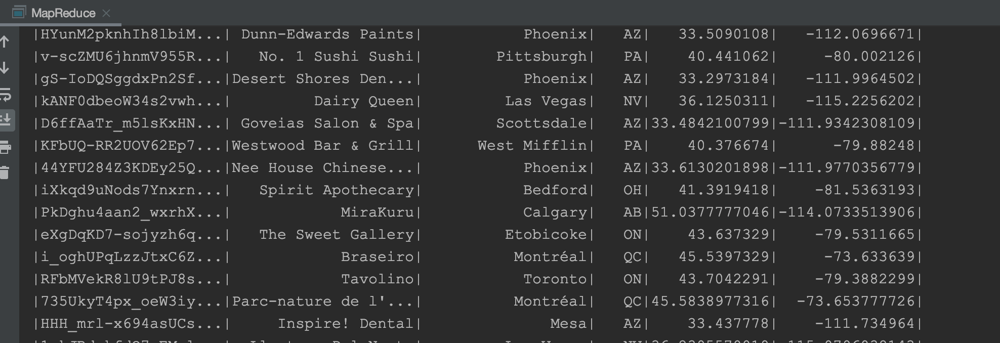 MapReduce
|HYunM2pknhIh8lbiM...| Dunn-Edwards Paints| Phoenix| AZ| 33.5090108| -112.0696671|
|v-scZMU6jhnmV955R...| No. 1 Sushi Sushi| Pittsburgh| PA| 40.441062| -80.002126|
|gS-IoDQSggdxPn2Sf...|Desert Shores Den...| Phoenix| AZ| 33.2973184| -111.9964502|
|kANF0dbeoW34s2vwh...| Dairy Queen| Las Vegas| NV| 36.1250311| -115.2256202|
|D6ffAaTr_m5lsKxHN...| Goveias Salon & Spa| Scottsdale| AZ|33.4842100799|-111.9342308109|
|KFbUQ-RR2UOV62Ep7...|Westwood Bar & Grill| West Mifflin| PA| 40.376674| -79.88248|
|44YFU284Z3KDEy25Q...|Nee House Chinese...| Phoenix| AZ|33.6130201898|-111.9770356779|
|iXkqd9uNods7Ynxrn...| Spirit Apothecary| Bedford| OH| 41.3919418| -81.5363193|
|PkDghu4aan2_wxrhX...| MiraKuru| Calgary| AB|51.0377777046|-114.0733513906|
|eXgDqKD7-sojyzh6q...| The Sweet Gallery| Etobicoke| ON| 43.637329| -79.5311665|
|i_oghUPqLzzJtxC6Z...| Braseiro| Montréal| QC| 45.5397329| -73.633639|
|RFbMVekR8lU9tPJ8s...| Tavolino| Toronto| ON| 43.7042291| -79.3882299|
|735UkyT4px_oeW3iy...|Parc-nature de l'...| Montréal| QC|45.5838977316| -73.653777726|
|HHH_mrl-x694asUCs...| Inspire! Dental| Mesa| AZ| 33.437778| -111.734964|